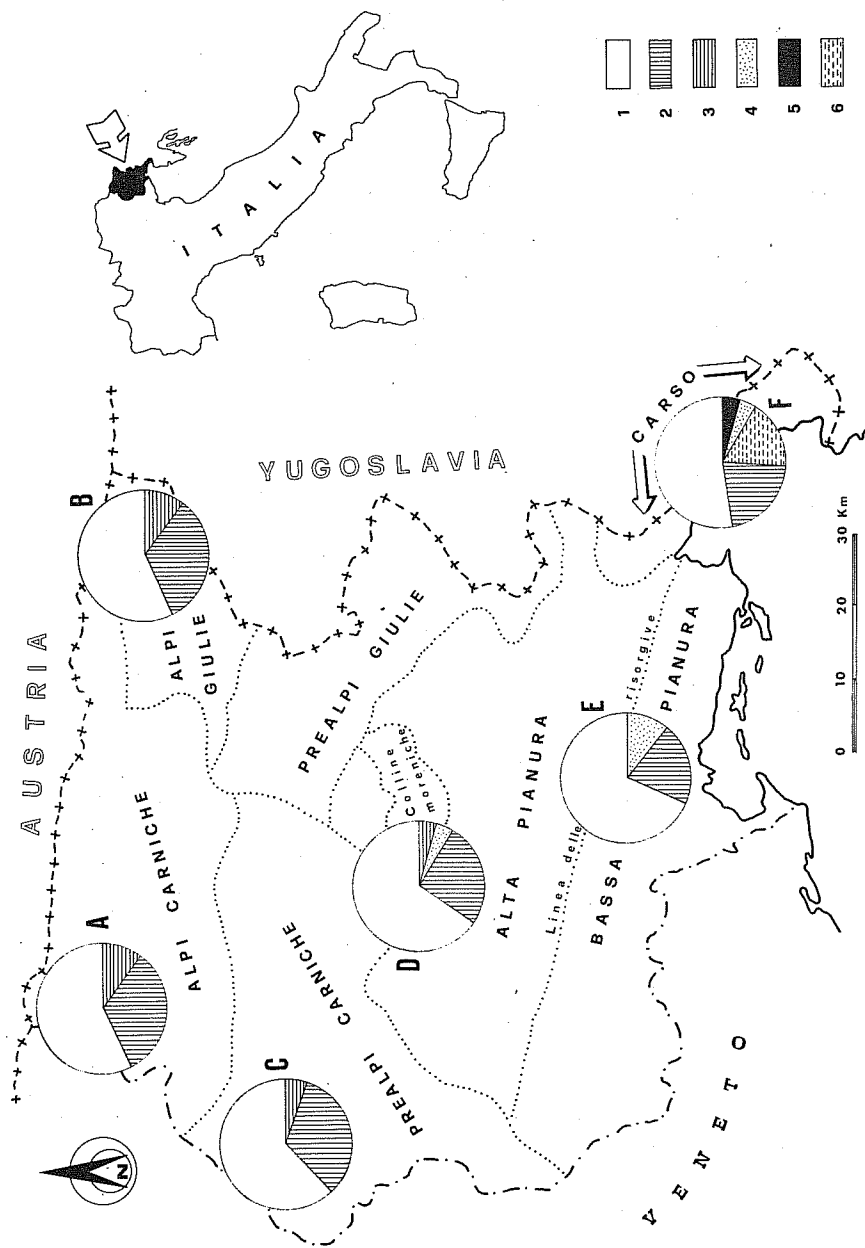 AUSTRIA
YUGOSLAVIA
ITALIA
VENETO
N
A
ALPI CARNICHE
B
ALPI
GIULIE
C
PREALPI CARNICHE
PREALPI GIULIE
Colline
moreniche
D
ALTA PIANURA
Linea delle risorgive
E
BASSA PIANURA
CARSO
F
0 10 20 30 Km
1
2
3
4
5
6